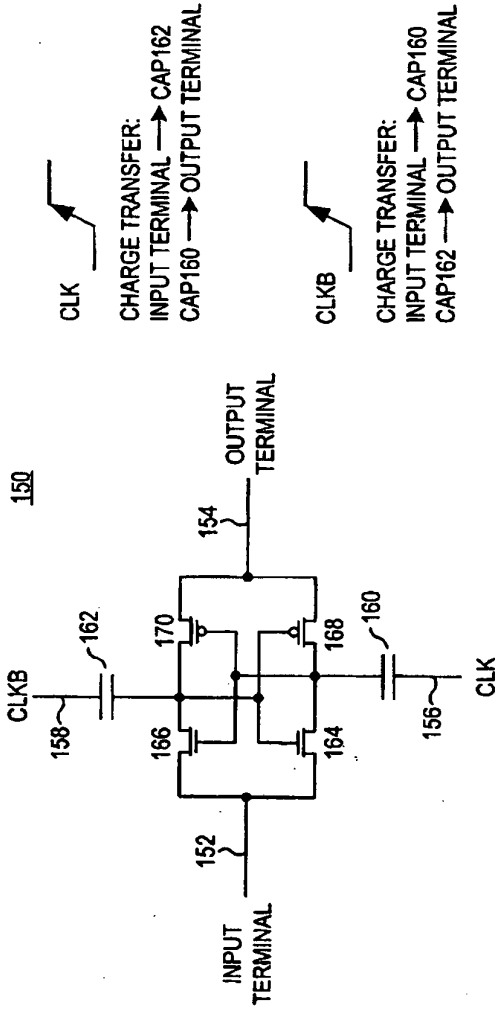 150
CLKB
158
162
166
170
INPUT
TERMINAL
152
154
OUTPUT
TERMINAL
164
168
160
156
CLK
CLK
CHARGE TRANSFER:
INPUT TERMINAL → CAP162
CAP160 → OUTPUT TERMINAL
CLKB
CHARGE TRANSFER:
INPUT TERMINAL → CAP160
CAP162 → OUTPUT TERMINAL